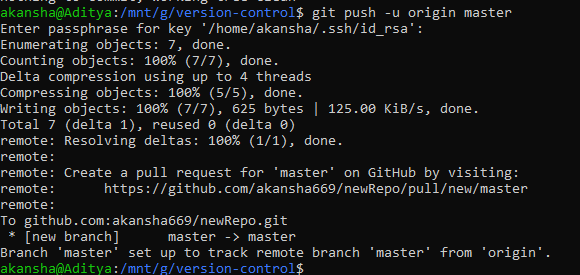 akansha@Aditya:/mnt/g/version-control$ git push -u origin master
Enter passphrase for key '/home/akansha/.ssh/id_rsa':
Enumerating objects: 7, done.
Counting objects: 100% (7/7), done.
Delta compression using up to 4 threads
Compressing objects: 100% (5/5), done.
Writing objects: 100% (7/7), 625 bytes | 125.00 KiB/s, done.
Total 7 (delta 1), reused 0 (delta 0)
remote: Resolving deltas: 100% (1/1), done.
remote:
remote: Create a pull request for 'master' on GitHub by visiting:
remote:      https://github.com/akansha669/newRepo/pull/new/master
remote:
To github.com:akansha669/newRepo.git
 * [new branch]      master -> master
Branch 'master' set up to track remote branch 'master' from 'origin'.
akansha@Aditya:/mnt/g/version-control$